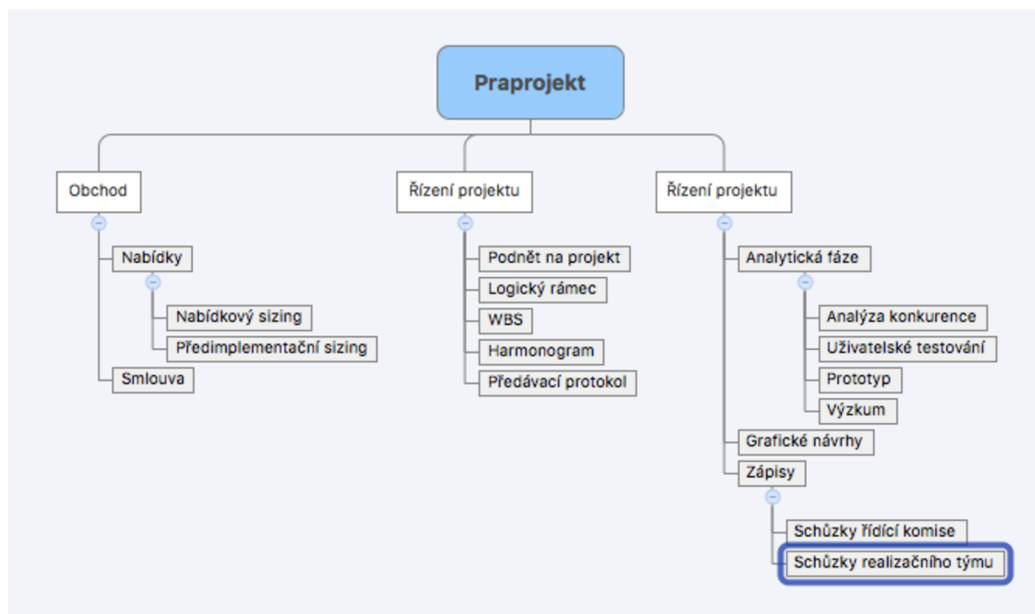 Praprojekt
Obchod
Nabídky
Nabídkový sizing
Předimplementační sizing
Smlouva
Řízení projektu
Podnět na projekt
Logický rámec
WBS
Harmonogram
Předávací protokol
Řízení projektu
Analytická fáze
Analýza konkurence
Uživatelské testování
Prototyp
Výzkum
Grafické návrhy
Zápisy
Schůzky řídící komise
Schůzky realizačního týmu